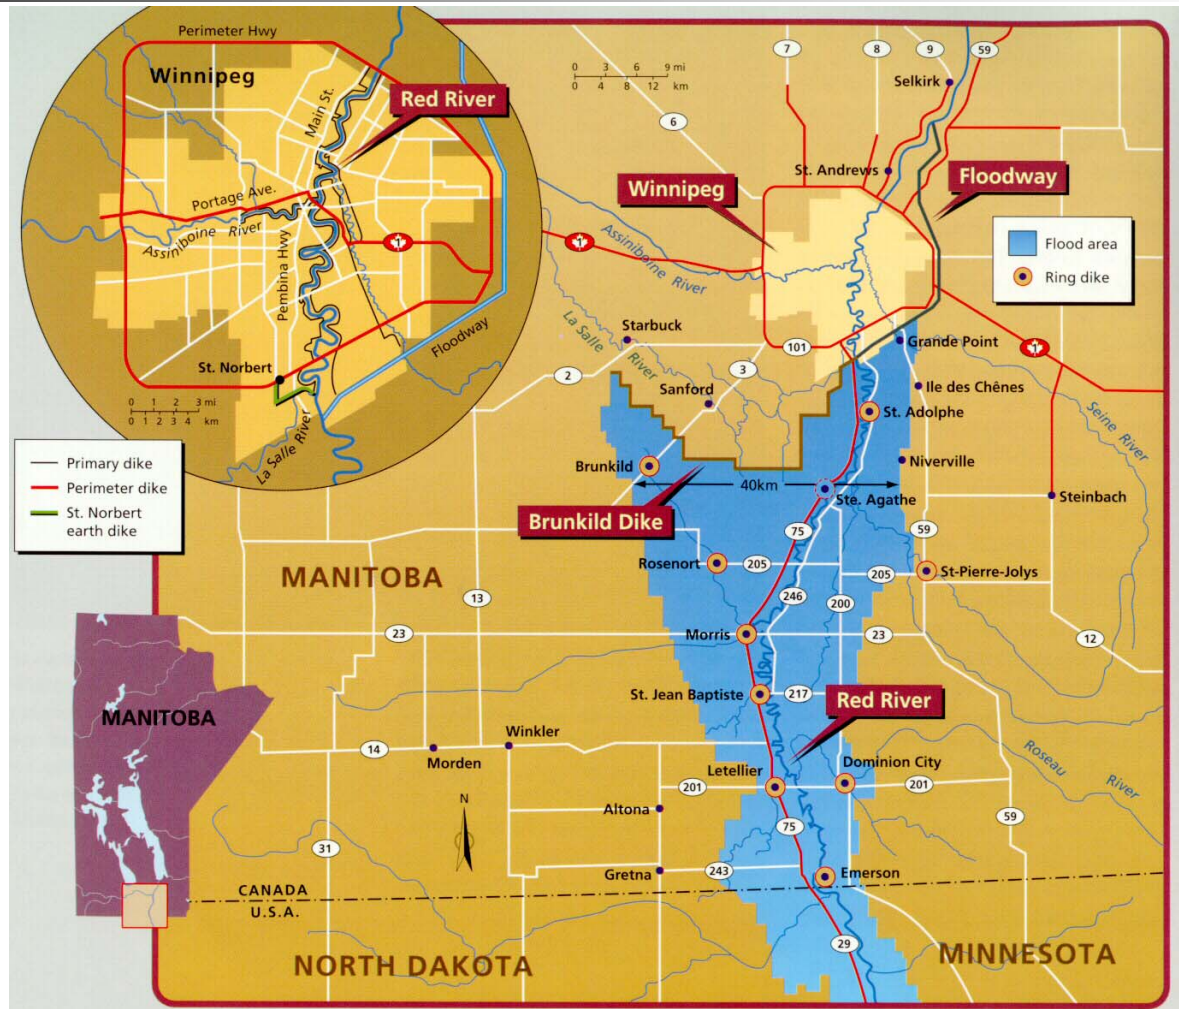 Perimeter Hwy
Winnipeg
Main St.
Red River
Portage Ave.
Assiniboine River
Pembina Hwy
1
Floodway
St. Norbert
La Salle River
0 1 2 3 mi
0 1 2 3 4 km
Primary dike
Perimeter dike
St. Norbert
earth dike
0 3 6 9 mi
0 4 8 12 km
7
8
9
59
6
Selkirk
St. Andrews
Winnipeg
Floodway
Flood area
Ring dike
1
Assiniboine River
La Salle River
Starbuck
101
Grande Point
1
2
3
Sanford
Ile des Chênes
St. Adolphe
Seine River
Brunkild
Niverville
40km
Ste. Agathe
Steinbach
Brunkild Dike
75
59
MANITOBA
Rosenort
205
205
St-Pierre-Jolys
13
246
200
23
Morris
23
12
St. Jean Baptiste
217
Red River
MANITOBA
Winkler
14
Morden
Letellier
Dominion City
Roseau River
201
201
N
Altona
75
59
31
Gretna
243
Emerson
CANADA
U.S.A.
29
NORTH DAKOTA
MINNESOTA